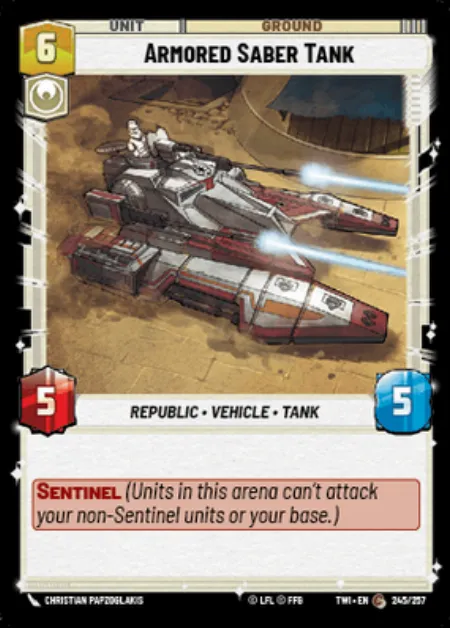 UNIT GROUND
6 ARMORED SABER TANK
5 REPUBLIC • VEHICLE • TANK 5
SENTINEL (Units in this arena can't attack
your non-Sentinel units or your base.)
CHRISTIAN PAPZOGLAKIS © LFL © FFG TWI • EN C 245/257